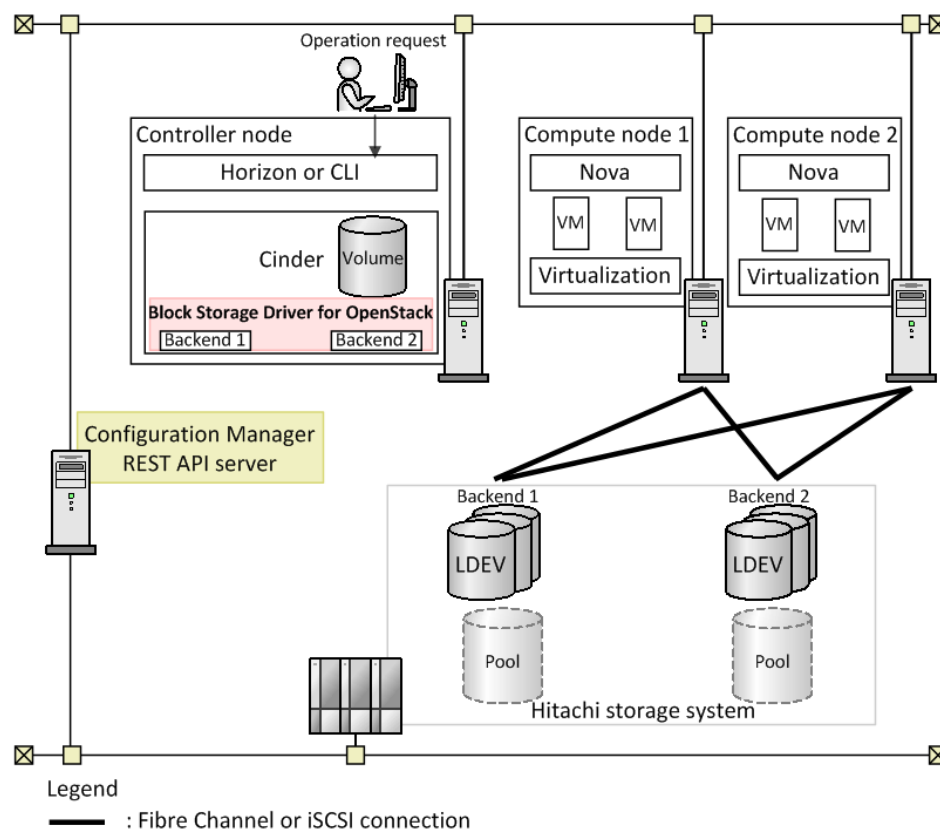 Operation request
Controller node
Horizon or CLI
Cinder
Volume
Block Storage Driver for OpenStack
Backend 1
Backend 2
Compute node 1
Nova
VM
VM
Virtualization
Compute node 2
Nova
VM
VM
Virtualization
Configuration Manager
REST API server
Backend 1
LDEV
Pool
Backend 2
LDEV
Pool
Hitachi storage system
Legend
: Fibre Channel or iSCSI connection